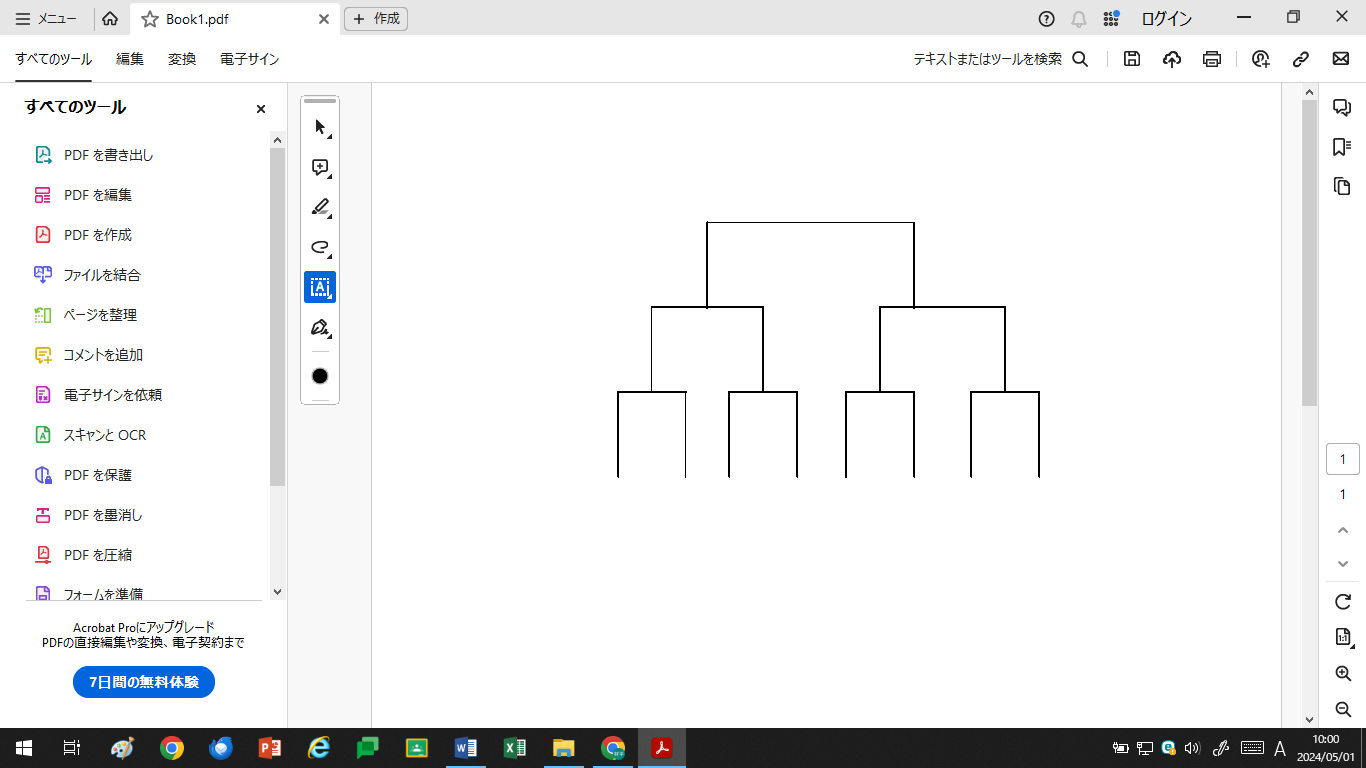 メニュー
Book1.pdf
作成
ログイン
すべてのツール
編集
変換
電子サイン
テキストまたはツールを検索
すべてのツール
PDF を書き出し
PDF を編集
PDF を作成
ファイルを結合
ページを整理
コメントを追加
電子サインを依頼
スキャンと OCR
PDF を保護
PDF を墨消し
PDF を圧縮
フォームを準備
Acrobat Proにアップグレード
PDFの直接編集や変換、電子契約まで
7日間の無料体験
1
1
1:1
A
10:00
2024/05/01